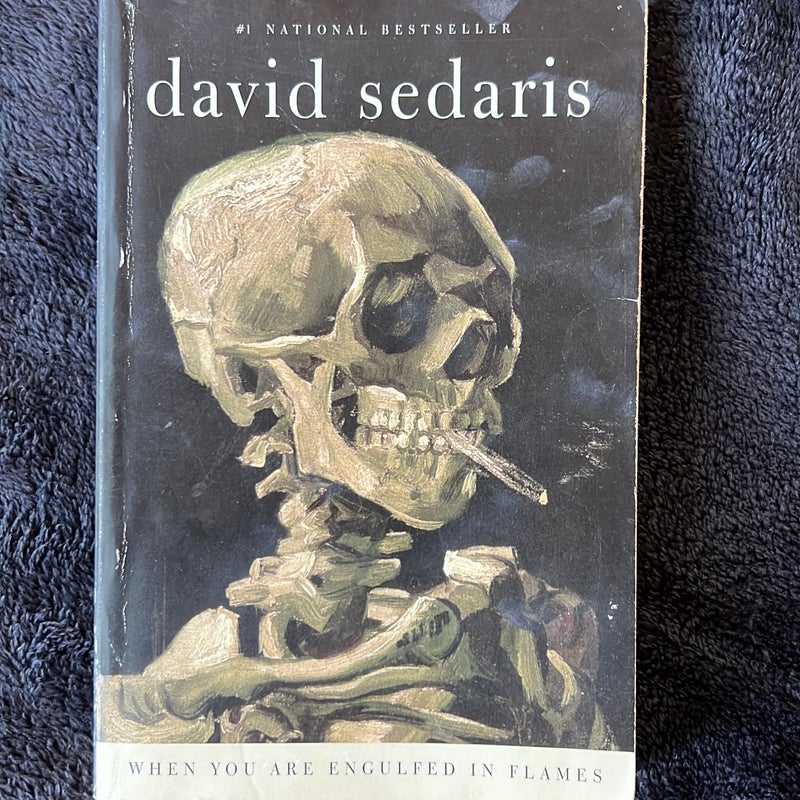 #1 NATIONAL BESTSELLER
david sedaris
WHEN YOU ARE ENGULFED IN FLAMES